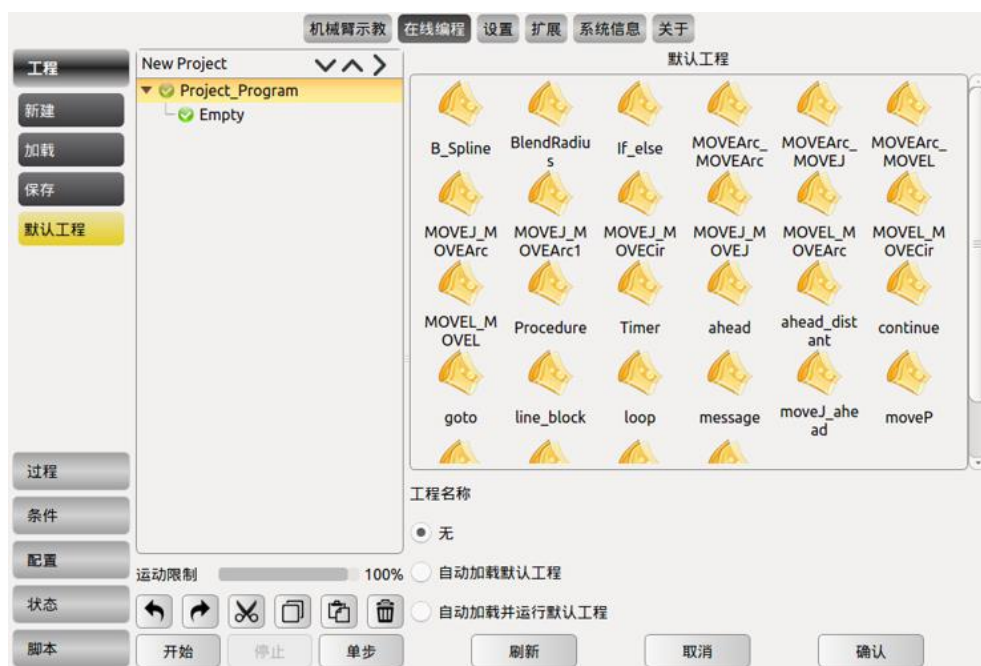 机械臂示教 在线编程 设置 扩展 系统信息 关于
工程
新建
加载
保存
默认工程
过程
条件
配置
状态
脚本
New Project
Project_Program
Empty
运动限制 100%
开始 停止 单步
默认工程
B_Spline BlendRadiu If_else MOVEArc_ MOVEArc_ MOVEArc_
s MOVEArc MOVEJ MOVEL
MOVEJ_M MOVEJ_M MOVEJ_M MOVEJ_M MOVEL_M MOVEL_M
OVEArc OVEArc1 OVECir OVEJ OVEArc OVECir
MOVEL_M Procedure Timer ahead ahead_dist continue
OVEL ant
goto line_block loop message moveJ_ahe moveP
ad
工程名称
无
自动加载默认工程
自动加载并运行默认工程
刷新 取消 确认